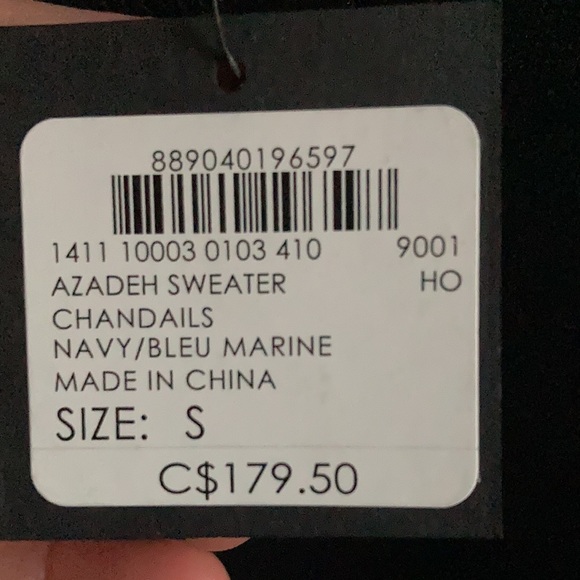 889040196597
1411 10003 0103 410 9001
AZADEH SWEATER HO
CHANDAILS
NAVY/BLEU MARINE
MADE IN CHINA
SIZE: S
C$179.50